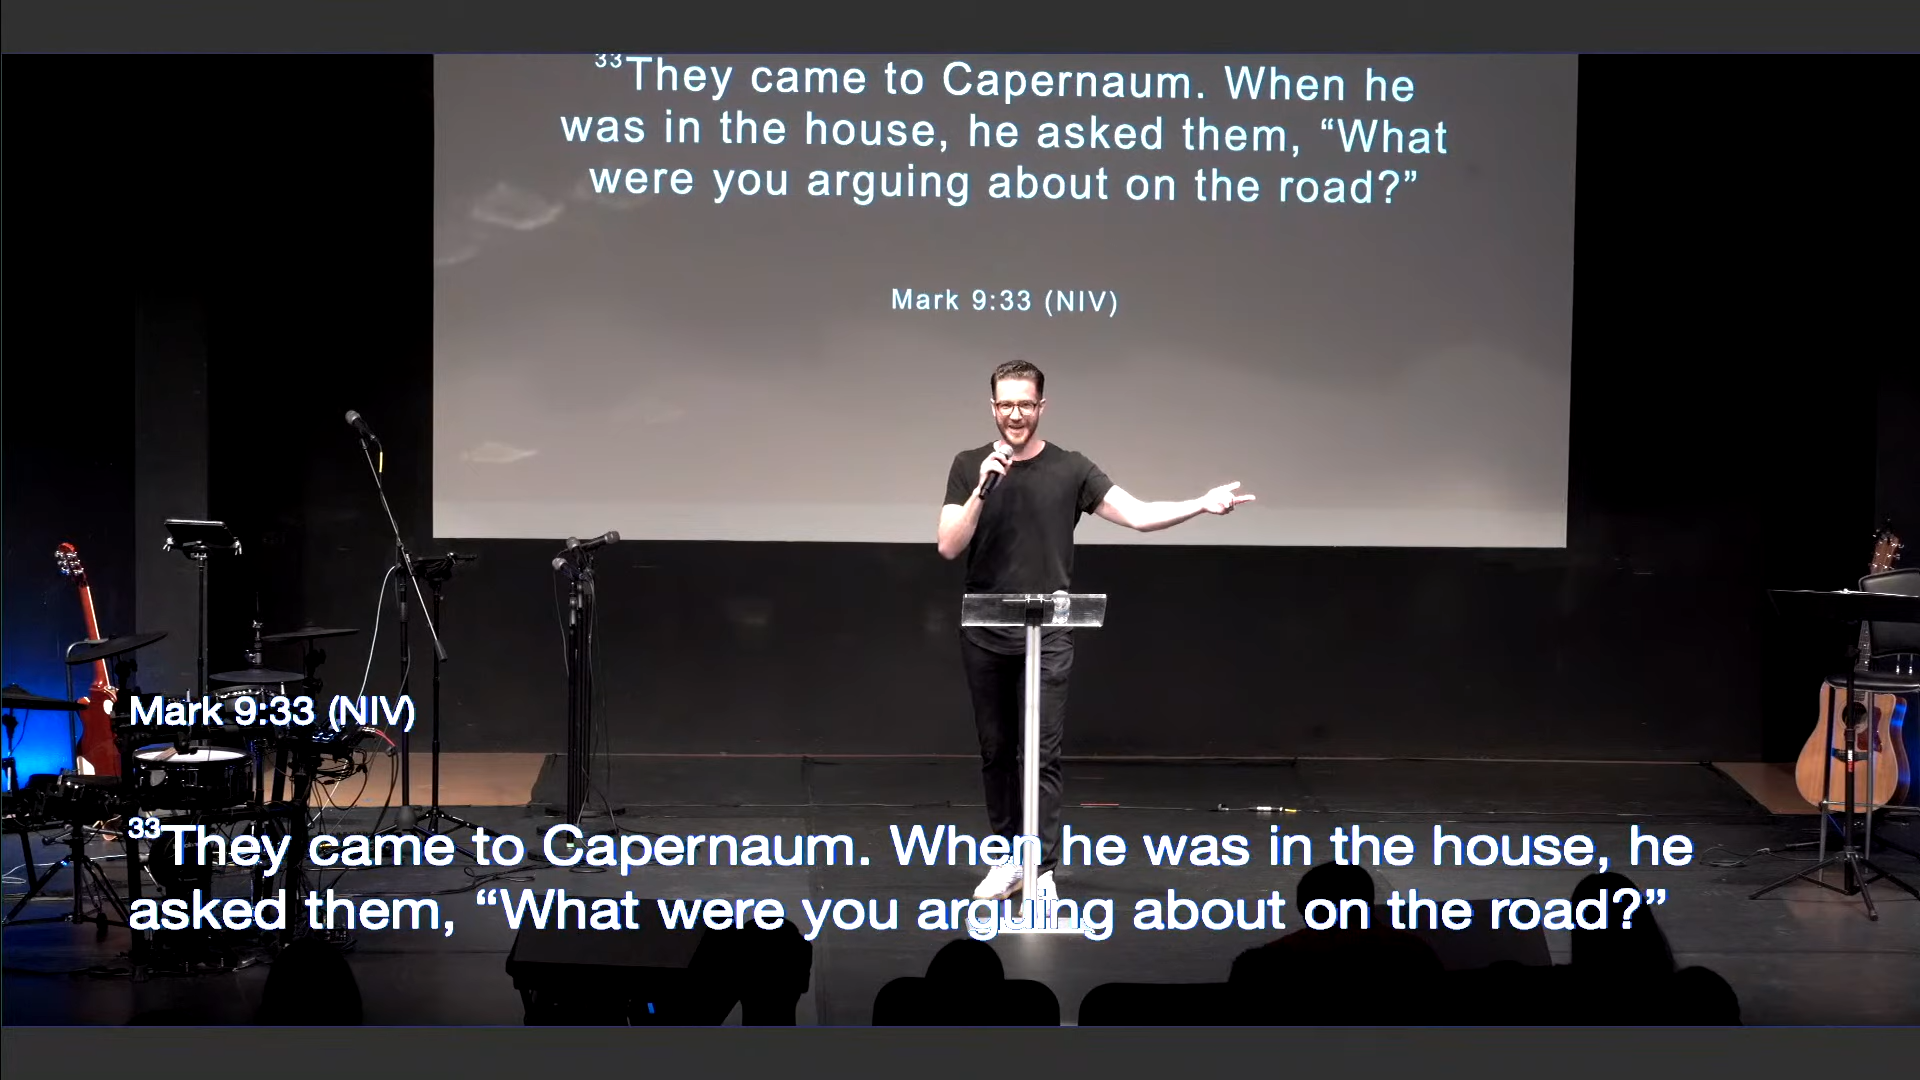 ³³They came to Capernaum. When he
was in the house, he asked them, “What
were you arguing about on the road?”
Mark 9:33 (NIV)
Mark 9:33 (NIV)
³³They came to Capernaum. When he was in the house, he
asked them, “What were you arguing about on the road?”